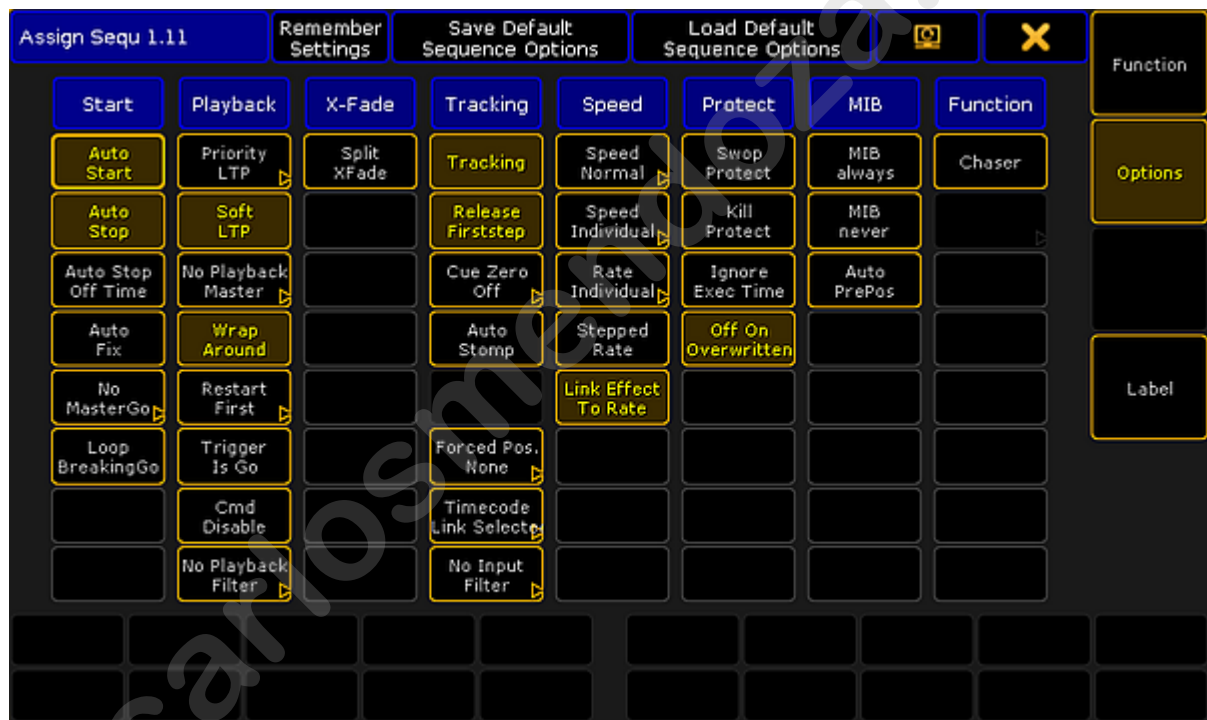 Assign Sequ 1.11
Remember
Settings
Save Default
Sequence Options
Load Default
Sequence Options
Function
Start
Playback
X-Fade
Tracking
Speed
Protect
MIB
Function
Auto
Start
Priority
LTP
Split
XFade
Tracking
Speed
Normal
Swop
Protect
MIB
always
Chaser
Options
Auto
Stop
Soft
LTP
Release
Firststep
Speed
Individual
Kill
Protect
MIB
never
Auto Stop
Off Time
No Playback
Master
Cue Zero
Off
Rate
Individual
Ignore
Exec Time
Auto
PrePos
Auto
Fix
Wrap
Around
Auto
Stomp
Stepped
Rate
Off On
Overwritten
No
MasterGo
Restart
First
Link Effect
To Rate
Label
Loop
BreakingGo
Trigger
Is Go
Forced Pos.
None
Cmd
Disable
Timecode
Link Selecte
No Playback
Filter
No Input
Filter
carlosmendoza